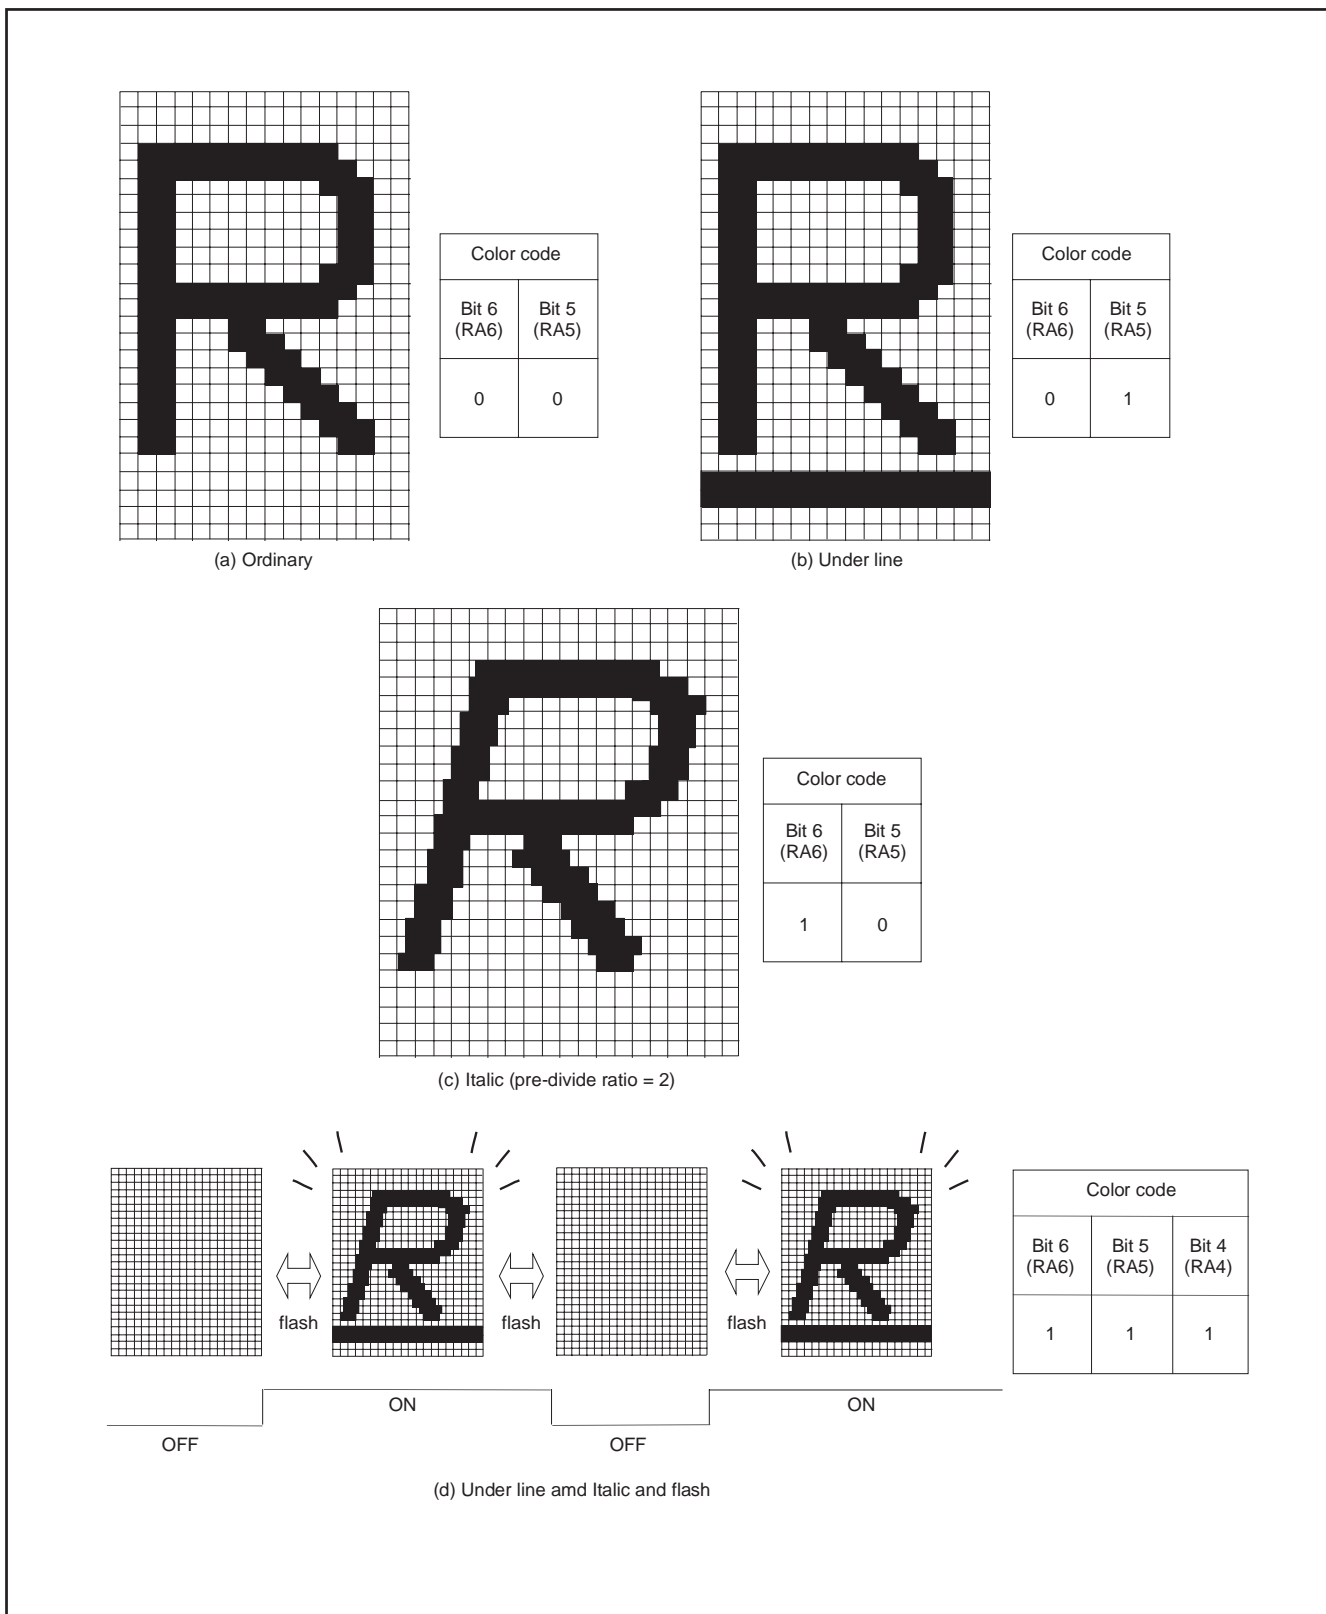 Color code
Bit 6 Bit 5
(RA6) (RA5)
0 0
(a) Ordinary
Color code
Bit 6 Bit 5
(RA6) (RA5)
0 1
(b) Under line
Color code
Bit 6 Bit 5
(RA6) (RA5)
1 0
(c) Italic (pre-divide ratio = 2)
flash flash flash
Color code
Bit 6 Bit 5 Bit 4
(RA6) (RA5) (RA4)
1 1 1
ON ON
OFF OFF
(d) Under line amd Italic and flash